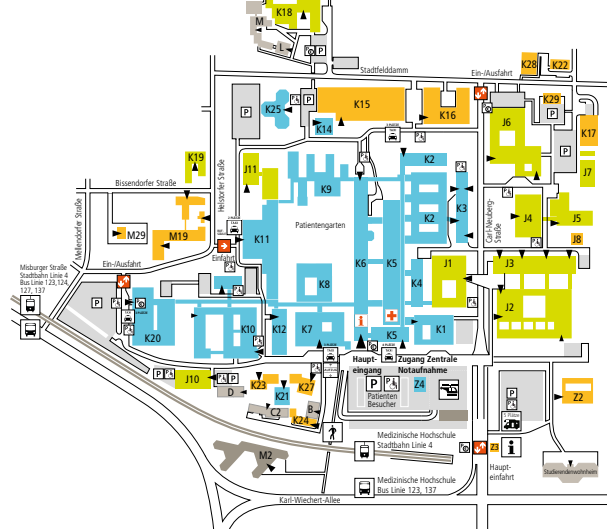 K18
M
L
P
Stadtfelddamm
Ein-/Ausfahrt
K28
K22
K25
P
P
K15
K14
K16
K29
P
K17
J6
J7
K19
J11
K9
K2
K3
K2
Bissendorfer Straße
Helstorfer Straße
Mellendorfer Straße
Patientengarten
Carl-Neuberg-
Straße
J4
J5
J8
M29
M19
K11
K6
K5
Einfahrt
Ein-/Ausfahrt
Misburger Straße
Stadtbahn Linie 4
Bus Linie 123,124,
127, 137
K8
K4
J1
J3
J2
P
K20
K10
K12
K7
K5
K1
Haupt-
eingang
Zugang Zentrale
Notaufnahme
P
Patienten
Besucher
Z4
J10
P
D
K23
K21
K27
C2
B
K24
M2
P
5 Plätze
Z2
Medizinische Hochschule
Stadtbahn Linie 4
Z3
i
Haupt-
einfahrt
Studierendenwohnheim
Medizinische Hochschule
Bus Linie 123, 137
Karl-Wiechert-Allee